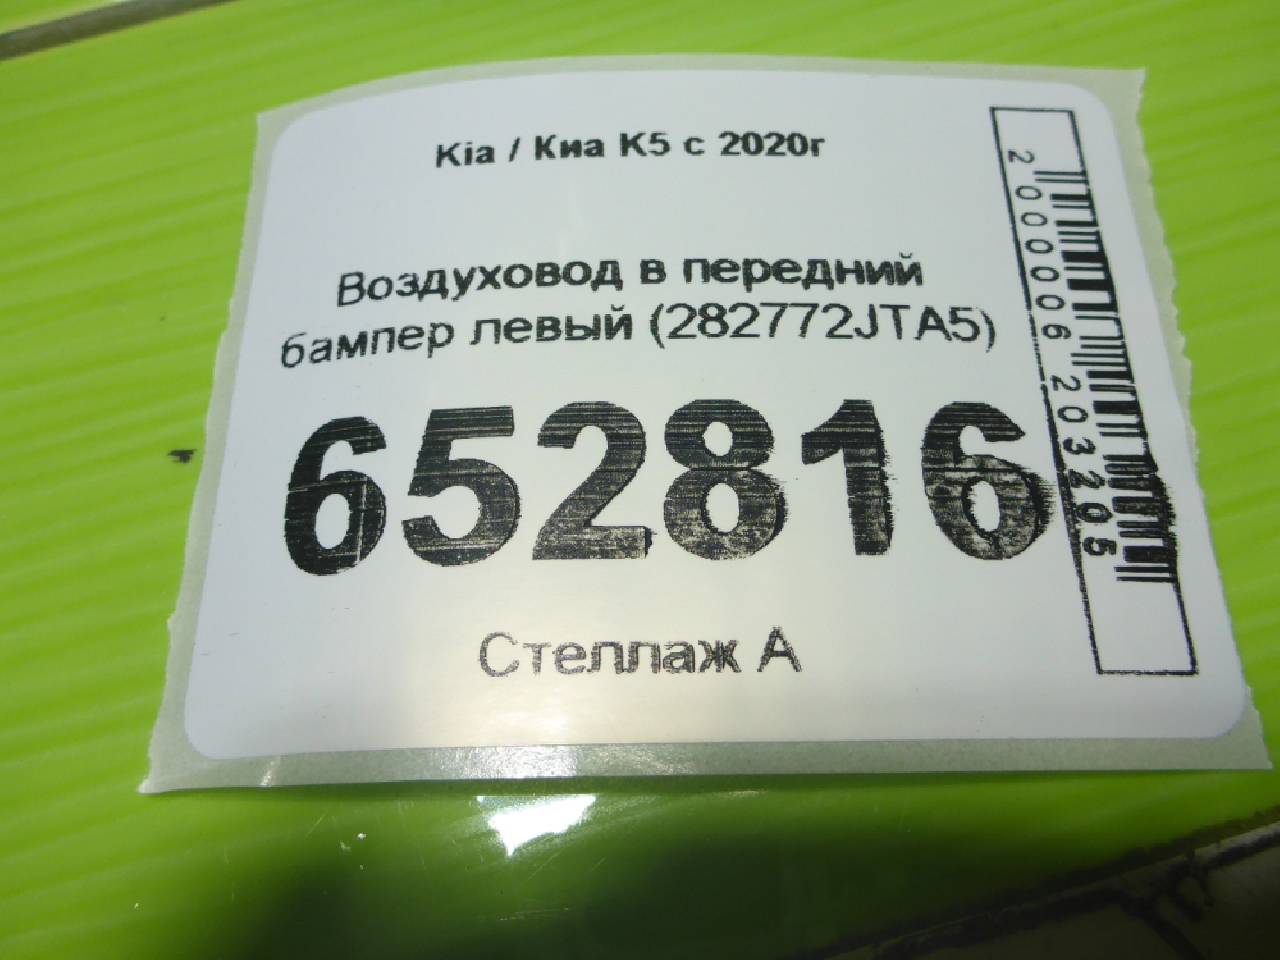 Kia / Киа K5 с 2020г
Воздуховод в передний
бампер левый (282772JTA5)
652816
Стеллаж А
2000006203205